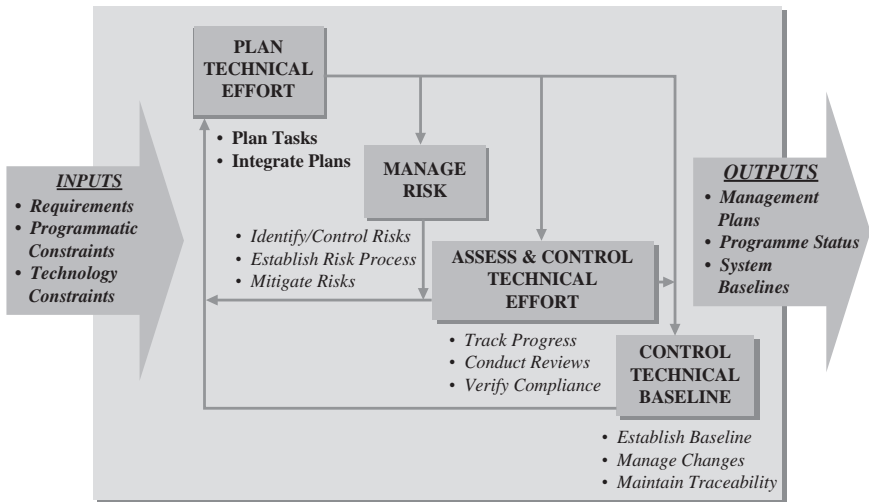 PLAN
TECHNICAL
EFFORT
• Plan Tasks
• Integrate Plans
INPUTS
• Requirements
• Programmatic
Constraints
• Technology
Constraints
MANAGE
RISK
• Identify/Control Risks
• Establish Risk Process
• Mitigate Risks
ASSESS & CONTROL
TECHNICAL
EFFORT
• Track Progress
• Conduct Reviews
• Verify Compliance
CONTROL
TECHNICAL
BASELINE
• Establish Baseline
• Manage Changes
• Maintain Traceability
OUTPUTS
• Management
Plans
• Programme Status
• System
Baselines